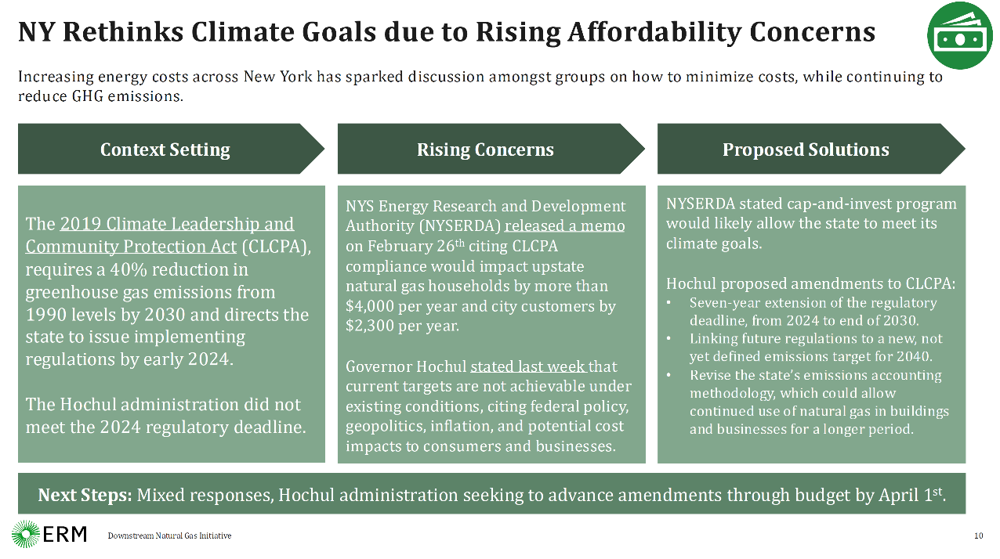 NY Rethinks Climate Goals due to Rising Affordability Concerns
Increasing energy costs across New York has sparked discussion amongst groups on how to minimize costs, while continuing to
reduce GHG emissions.
Context Setting
The 2019 Climate Leadership and
Community Protection Act (CLCPA),
requires a 40% reduction in
greenhouse gas emissions from
1990 levels by 2030 and directs the
state to issue implementing
regulations by early 2024.
The Hochul administration did not
meet the 2024 regulatory deadline.
Rising Concerns
NYS Energy Research and Development
Authority (NYSERDA) released a memo
on February 26th citing CLCPA
compliance would impact upstate
natural gas households by more than
$4,000 per year and city customers by
$2,300 per year.
Governor Hochul stated last week that
current targets are not achievable under
existing conditions, citing federal policy,
geopolitics, inflation, and potential cost
impacts to consumers and businesses.
Proposed Solutions
NYSERDA stated cap-and-invest program
would likely allow the state to meet its
climate goals.
Hochul proposed amendments to CLCPA:
• Seven-year extension of the regulatory
deadline, from 2024 to end of 2030.
• Linking future regulations to a new, not
yet defined emissions target for 2040.
• Revise the state's emissions accounting
methodology, which could allow
continued use of natural gas in buildings
and businesses for a longer period.
Next Steps: Mixed responses, Hochul administration seeking to advance amendments through budget by April 1st.
ERM
Downstream Natural Gas Initiative
10